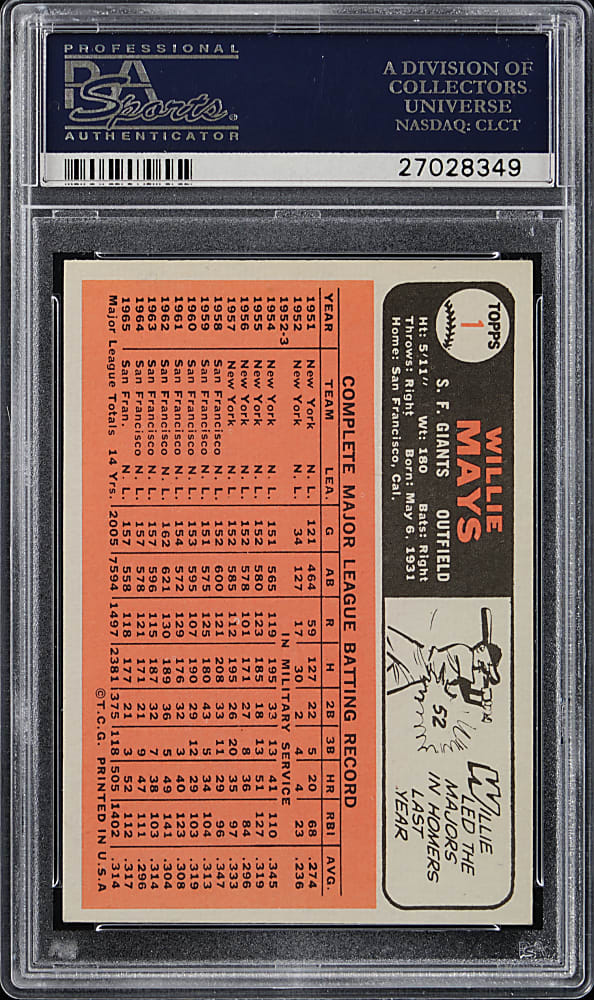 PROFESSIONAL
PSA
Sports
AUTHENTICATOR
A DIVISION OF
COLLECTORS
UNIVERSE
NASDAQ: CLCT
27028349
TOPPS
1
WILLIE
MAYS
S. F. GIANTS OUTFIELD
Ht: 5'11" Wt: 180 Bats: Right
Throws: Right Born: May 6, 1931
Home: San Francisco, Cal.
52
WILLIE
LED THE
MAJORS
IN HOMERS
LAST
YEAR
COMPLETE MAJOR LEAGUE BATTING RECORD
YEAR TEAM LEA. G AB R H 2B 3B HR RBI AVG.
1951 New York N. L. 121 464 59 127 22 5 20 68 .274
1952 New York N. L. 34 127 17 30 2 4 4 23 .236
1952-3 IN MILITARY SERVICE
1954 New York N. L. 151 565 119 195 33 13 41 110 .345
1955 New York N. L. 152 580 123 185 18 13 51 127 .319
1956 New York N. L. 152 578 101 171 27 8 36 84 .296
1957 New York N. L. 152 585 112 195 26 20 35 97 .333
1958 San Francisco N. L. 152 600 121 208 33 11 29 96 .347
1959 San Francisco N. L. 151 575 125 180 43 5 34 104 .313
1960 San Francisco N. L. 153 595 107 190 29 12 29 103 .319
1961 San Francisco N. L. 154 572 129 176 32 3 40 123 .308
1962 San Francisco N. L. 162 621 130 189 36 5 49 141 .304
1963 San Francisco N. L. 157 596 115 187 32 7 38 103 .314
1964 San Francisco N. L. 157 578 121 171 21 9 47 111 .296
1965 San Fran. N. L. 157 558 118 177 21 3 52 112 .317
Major League Totals 14 Yrs. 2005 7594 1497 2381 375 118 505 1402 .314
©T.C.G. PRINTED IN U.S.A